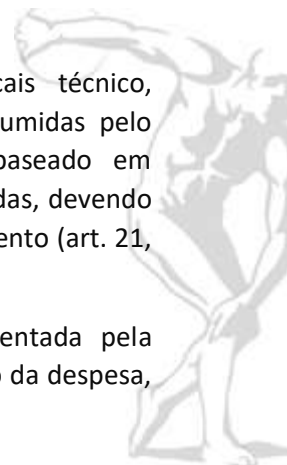 cais técnico,
umidas pelo
baseado em
das, devendo
ento (art. 21,
entada pela
o da despesa,